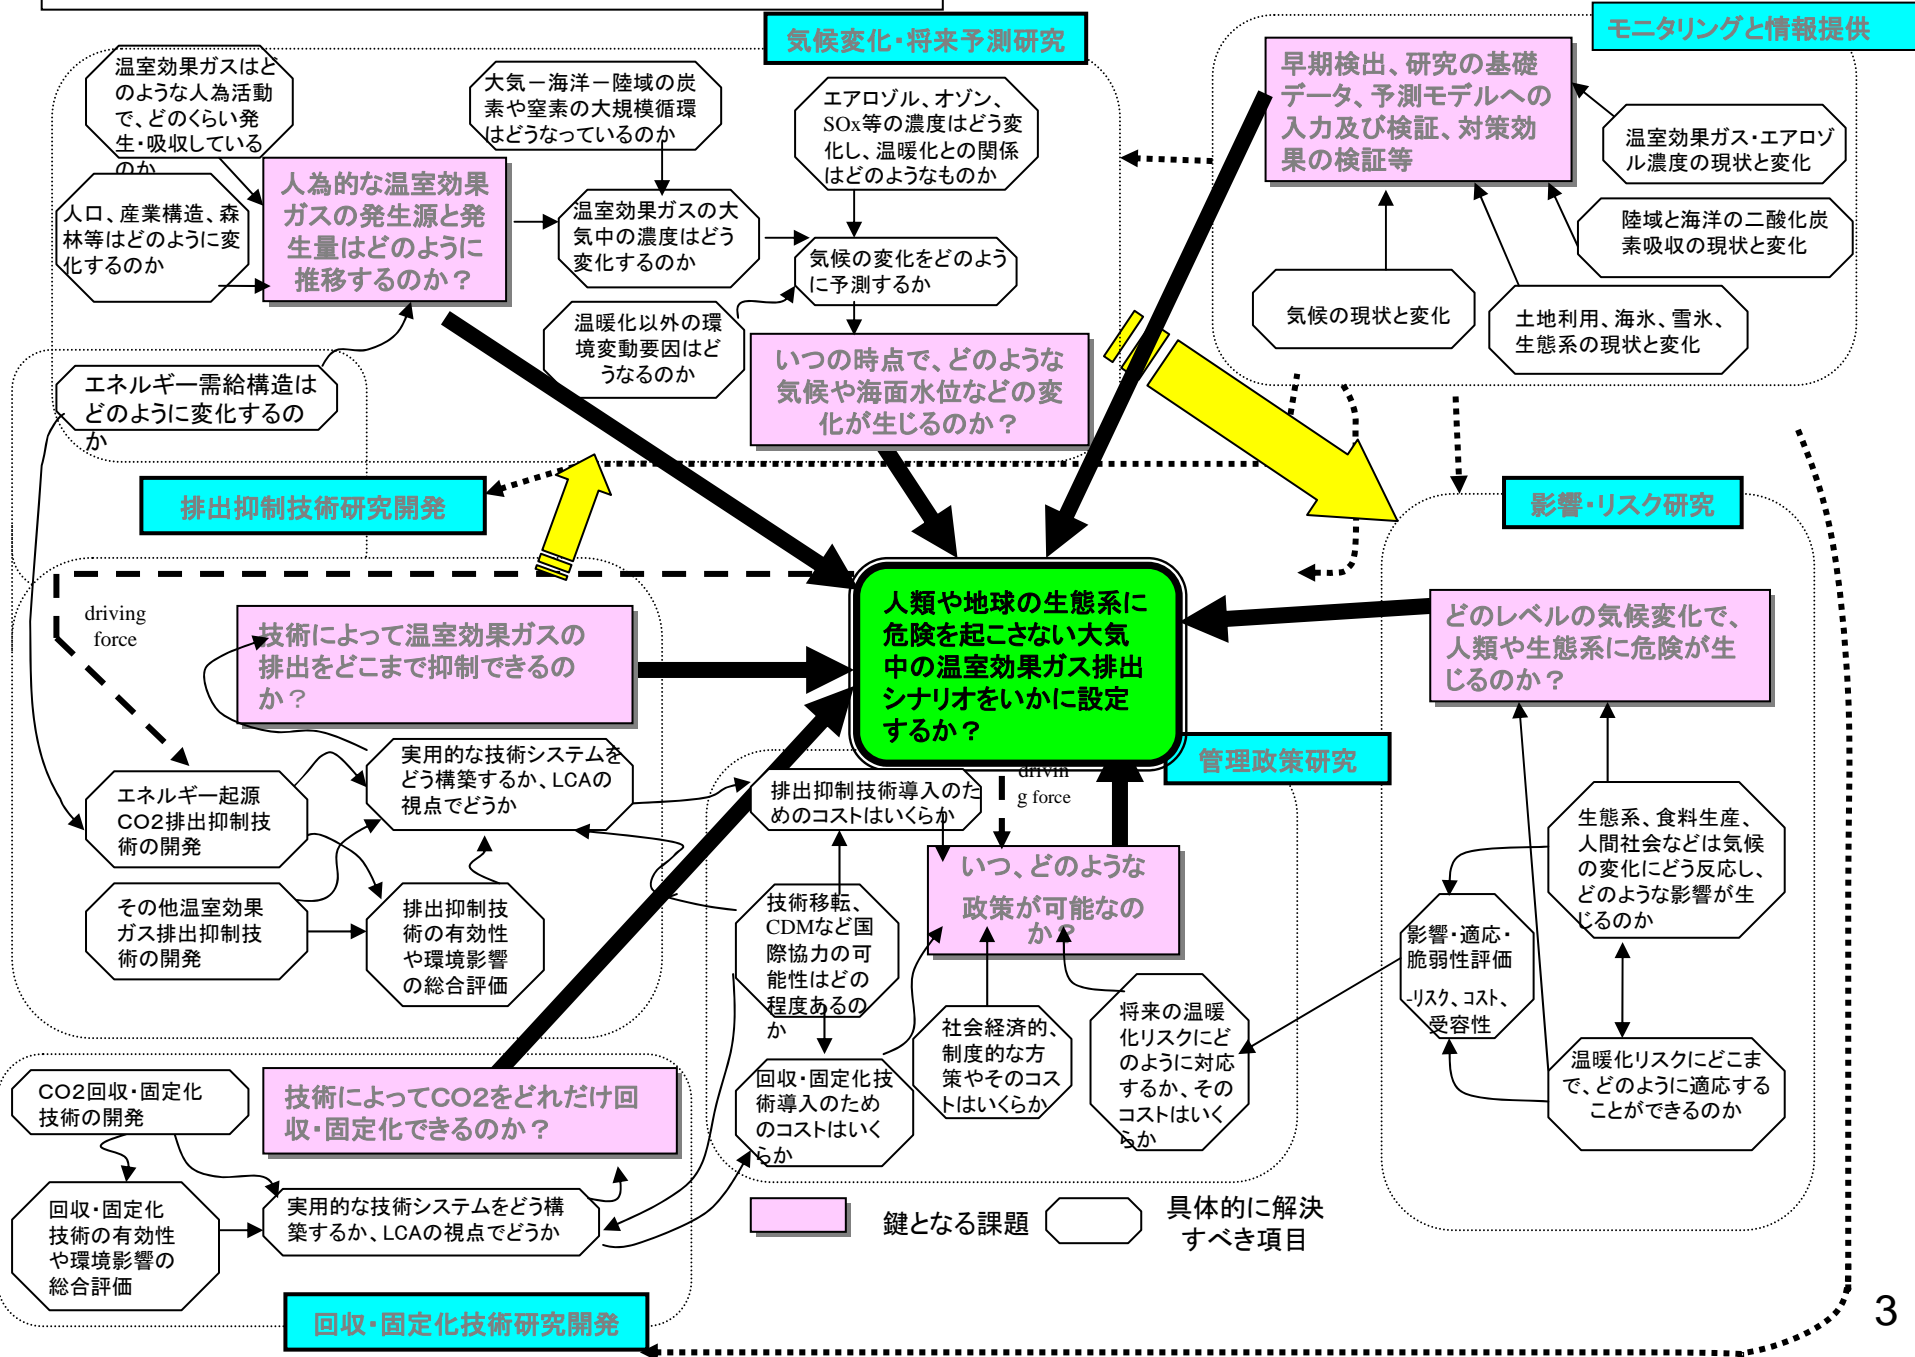 気候変化・将来予測研究
モニタリングと情報提供
温室効果ガスはど
のような人為活動
で、どのくらい発
生・吸収している
のか
大気－海洋－陸域の炭
素や窒素の大規模循環
はどうなっているのか
エアロゾル、オゾン、
SOx等の濃度はどう変
化し、温暖化との関係
はどのようなものか
早期検出、研究の基礎
データ、予測モデルへの
入力及び検証、対策効
果の検証等
温室効果ガス・エアロゾ
ル濃度の現状と変化
人口、産業構造、森
林等はどのように変
化するのか
人為的な温室効果
ガスの発生源と発
生量はどのように
推移するのか？
温室効果ガスの大
気中の濃度はどう
変化するのか
気候の変化をどのよう
に予測するか
陸域と海洋の二酸化炭
素吸収の現状と変化
温暖化以外の環
境変動要因はど
うなるのか
気候の現状と変化
土地利用、海氷、雪氷、
生態系の現状と変化
いつの時点で、どのような
気候や海面水位などの変
化が生じるのか？
エネルギー需給構造は
どのように変化するの
か
排出抑制技術研究開発
影響・リスク研究
driving
force
技術によって温室効果ガスの
排出をどこまで抑制できるの
か？
人類や地球の生態系に
危険を起こさない大気
中の温室効果ガス排出
シナリオをいかに設定
するか？
どのレベルの気候変化で、
人類や生態系に危険が生
じるのか？
管理政策研究
エネルギー起源
CO2排出抑制技
術の開発
実用的な技術システムを
どう構築するか、LCAの
視点でどうか
排出抑制技術導入のた
めのコストはいくらか
drivin
g force
生態系、食料生産、
人間社会などは気候
の変化にどう反応し、
どのような影響が生
じるのか
その他温室効果
ガス排出抑制技
術の開発
排出抑制技
術の有効性
や環境影響
の総合評価
技術移転、
CDMなど国
際協力の可
能性はどの
程度あるの
か
いつ、どのような
政策が可能なの
か？
影響・適応・
脆弱性評価
-リスク、コスト、
受容性
社会経済的、
制度的な方
策やそのコス
トはいくらか
将来の温暖
化リスクにど
のように対応
するか、その
コストはいく
らか
温暖化リスクにどこま
で、どのように適応する
ことができるのか
CO2回収・固定化
技術の開発
技術によってCO2をどれだけ回
収・固定化できるのか？
回収・固定化技
術導入のため
のコストはいく
らか
回収・固定化
技術の有効性
や環境影響の
総合評価
実用的な技術システムをどう構
築するか、LCAの視点でどうか
鍵となる課題
具体的に解決
すべき項目
回収・固定化技術研究開発
3